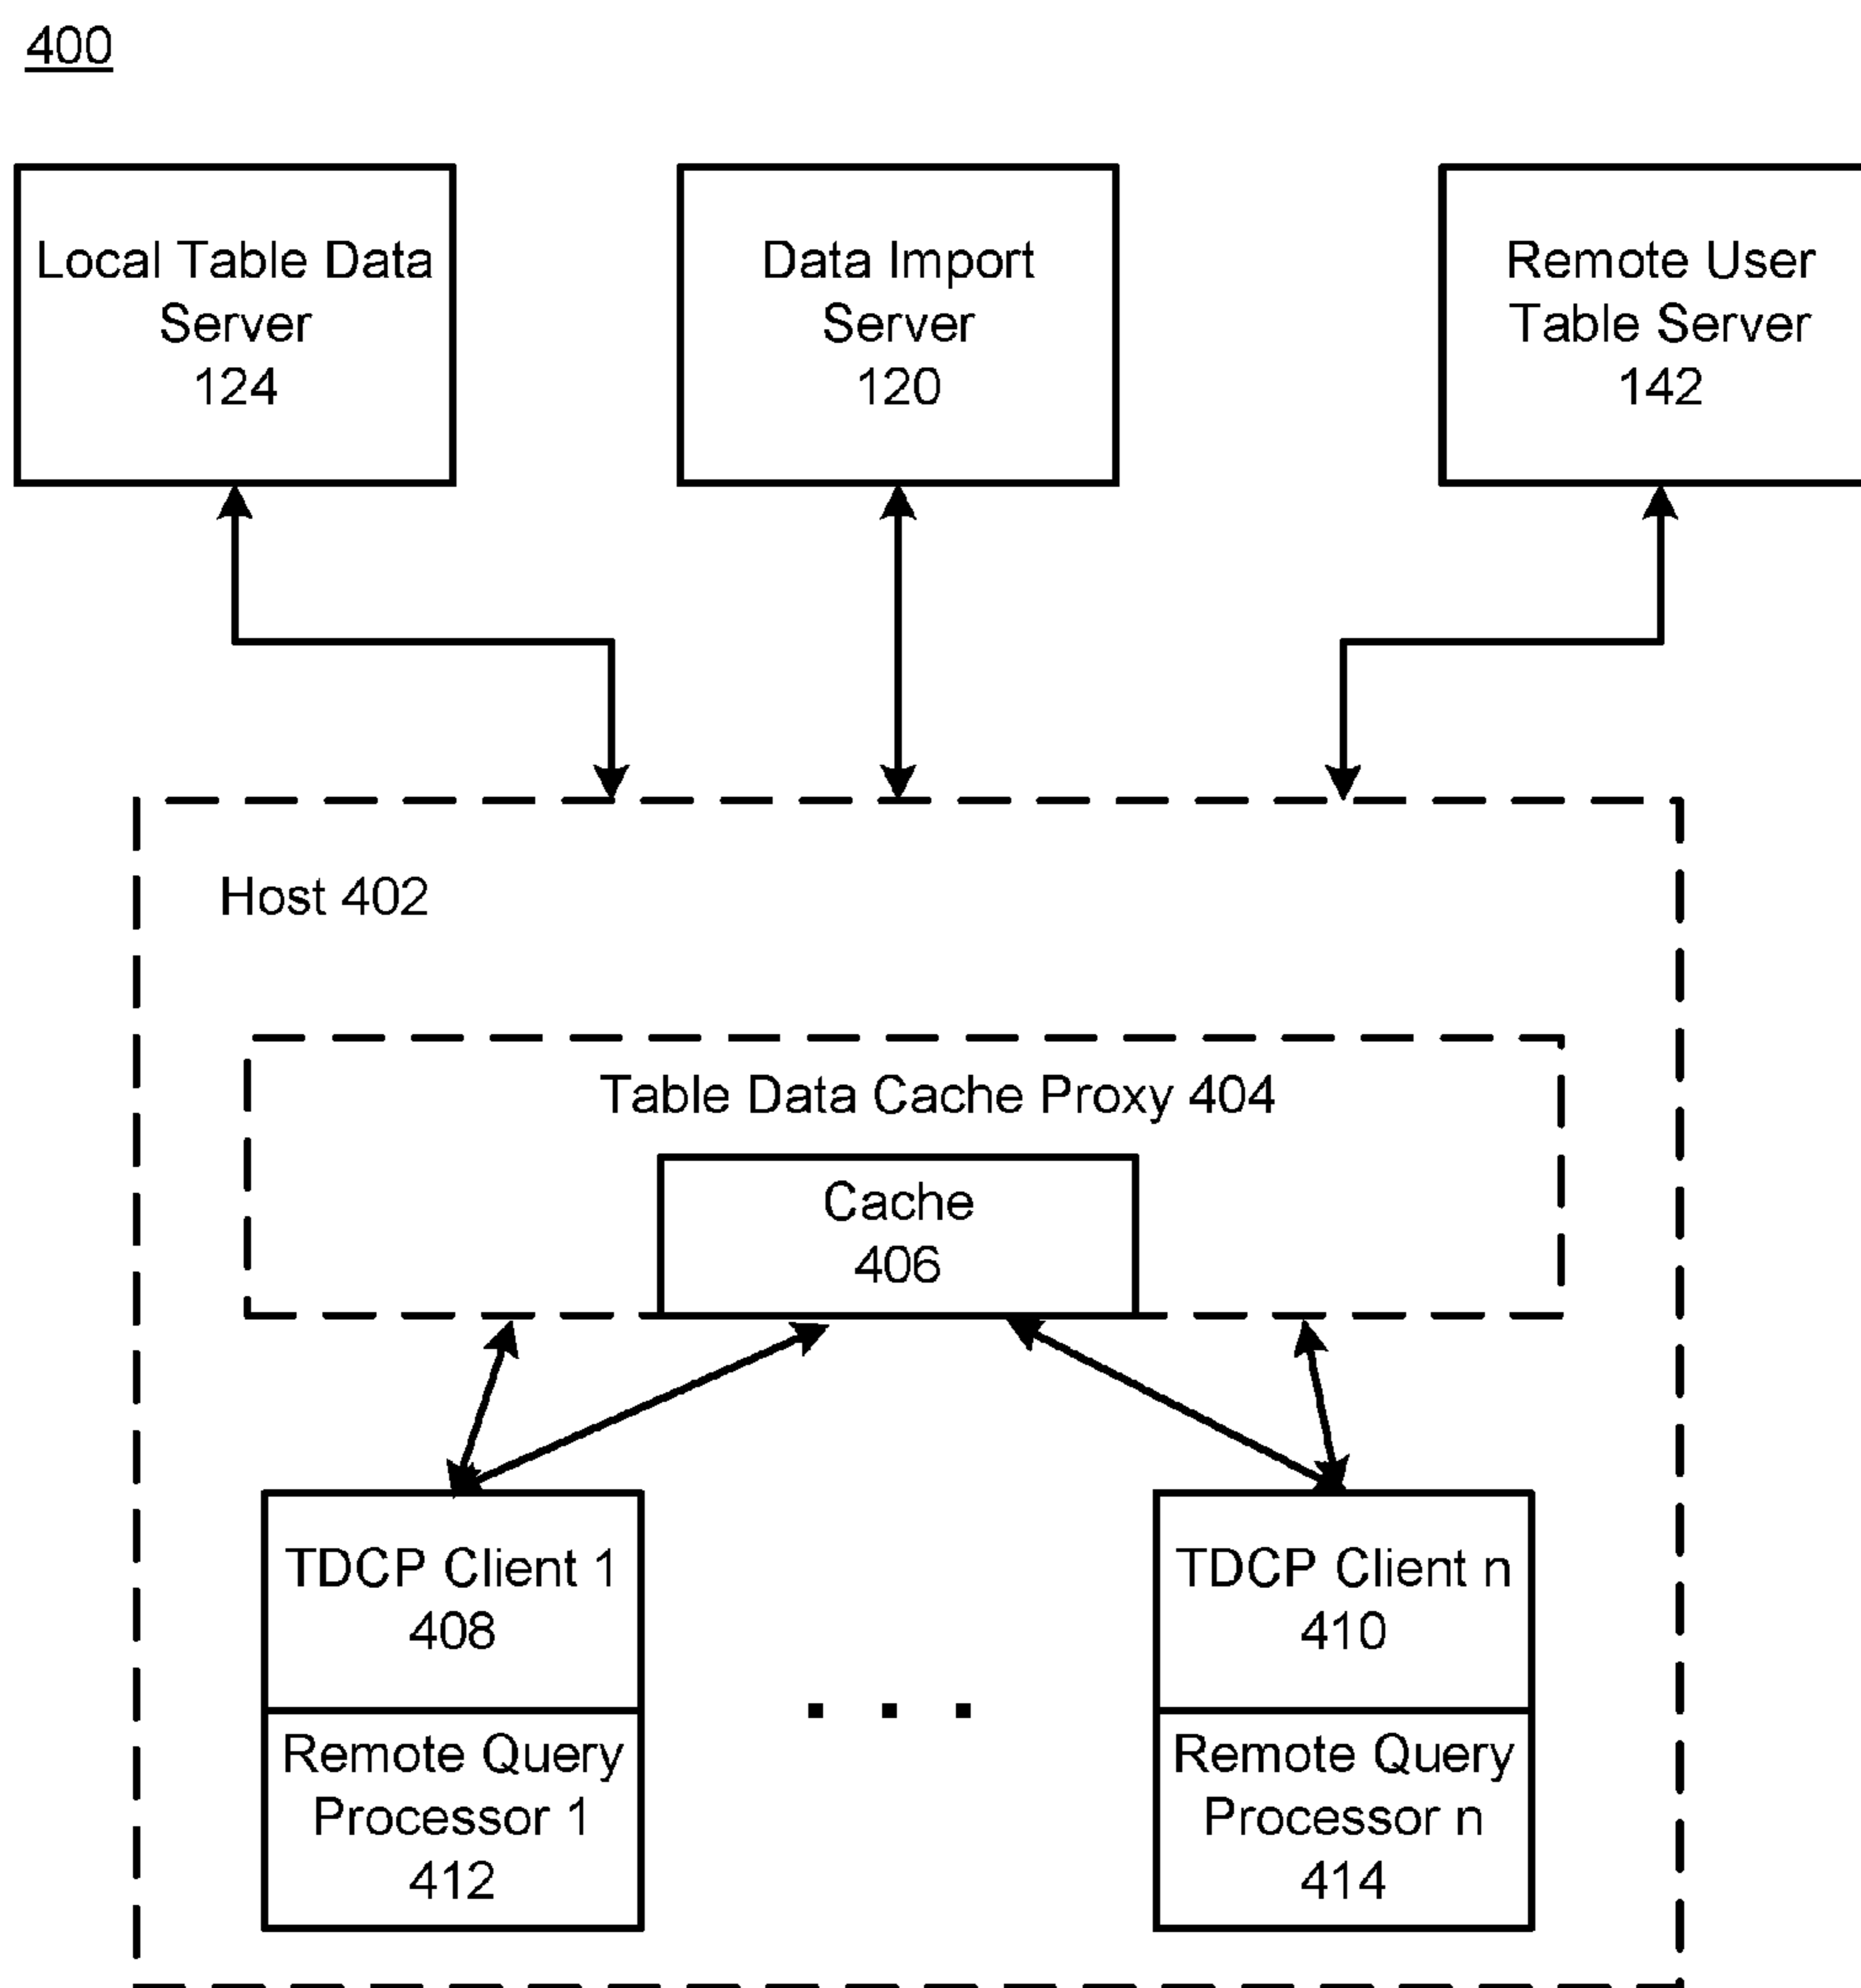 400
Local Table Data
Server
124
Data Import
Server
120
Remote User
Table Server
142
Host 402
Table Data Cache Proxy 404
Cache
406
TDCP Client 1
408
Remote Query
Processor 1
412
. . .
TDCP Client n
410
Remote Query
Processor n
414